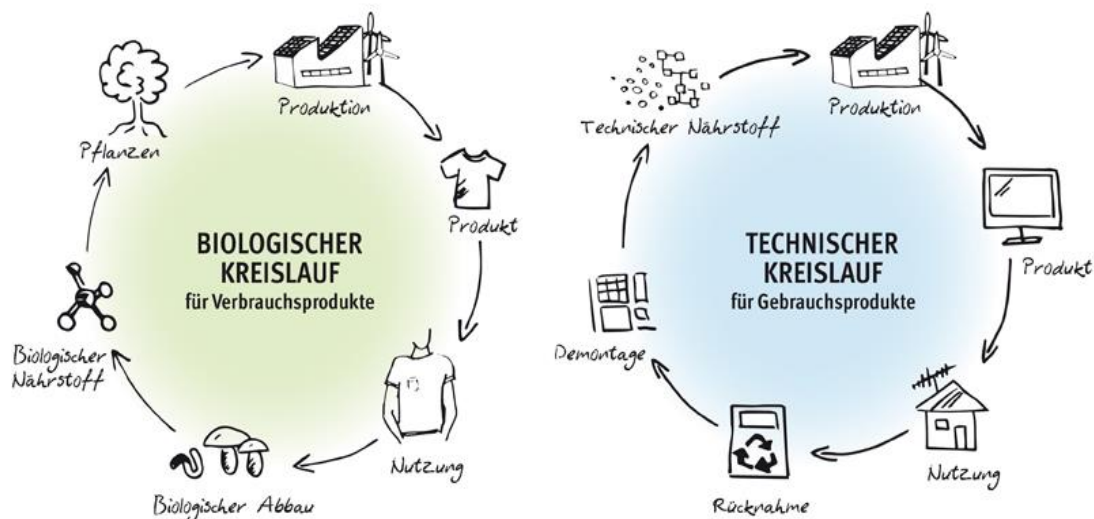 Produktion
Pflanzen
Produkt
BIOLOGISCHER
KREISLAUF
für Verbrauchsprodukte
Biologischer
Nährstoff
Nutzung
Biologischer Abbau
Produktion
Technischer Nährstoff
Produkt
TECHNISCHER
KREISLAUF
für Gebrauchsprodukte
Demontage
Nutzung
Rücknahme